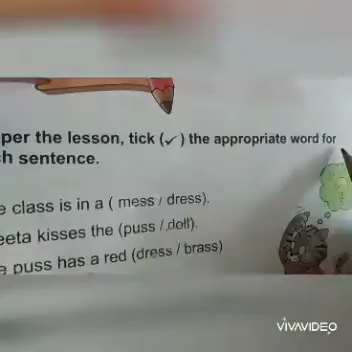 per the lesson, tick (✓) the appropriate word for
h sentence.
e class is in a ( mess / dress).
eeta kisses the (puss / doll).
e puss has a red (dress / brass)
VIVAVIDEO